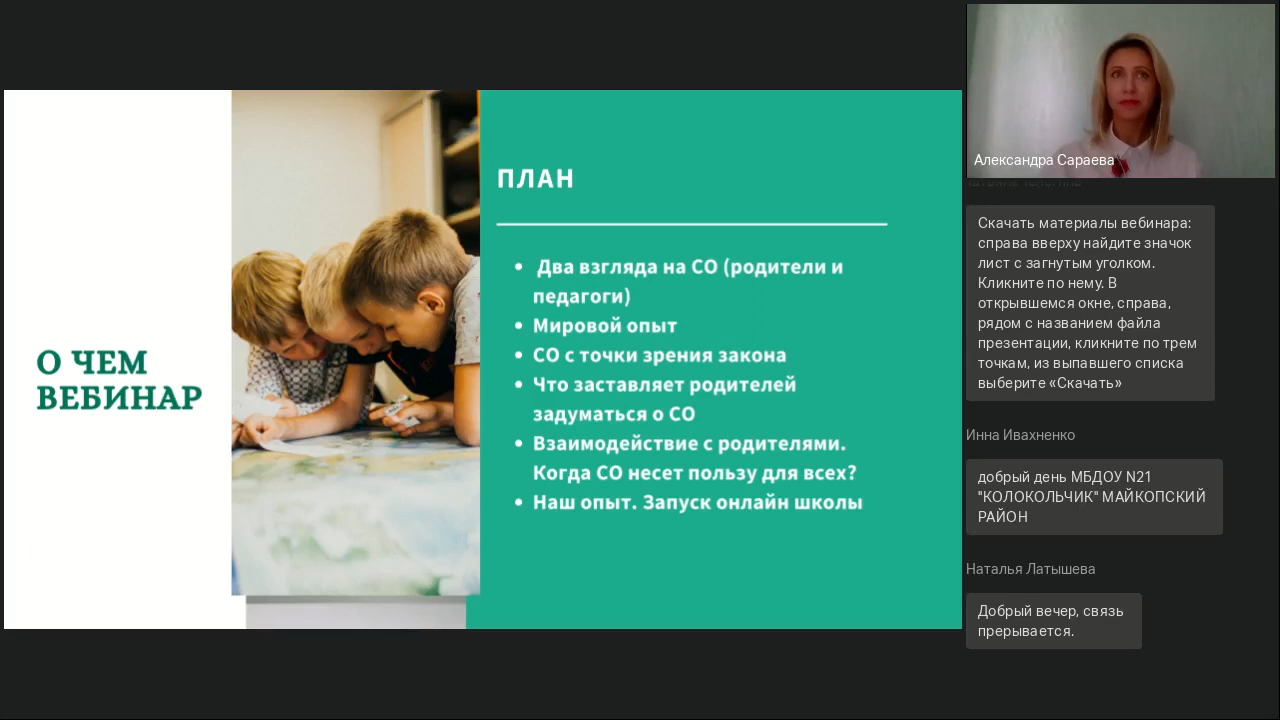 О ЧЕМ
ВЕБИНАР
ПЛАН
• Два взгляда на СО (родители и
педагоги)
• Мировой опыт
• СО с точки зрения закона
• Что заставляет родителей
задуматься о СО
• Взаимодействие с родителями.
Когда СО несет пользу для всех?
• Наш опыт. Запуск онлайн школы
Александра Сараева
Скачать материалы вебинара:
справа вверху найдите значок
лист с загнутым уголком.
Кликните по нему. В
открывшемся окне, справа,
рядом с названием файла
презентации, кликните по трем
точкам, из выпавшего списка
выберите «Скачать»
Инна Ивахненко
добрый день МБДОУ N21
"КОЛОКОЛЬЧИК" МАЙКОПСКИЙ
РАЙОН
Наталья Латышева
Добрый вечер, связь
прерывается.